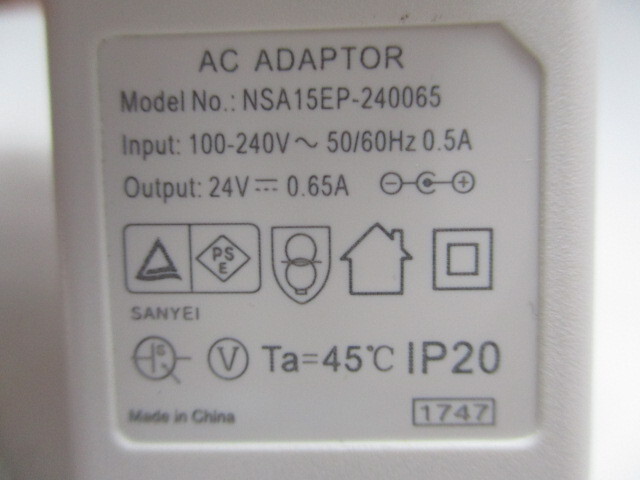 AC ADAPTOR
Model No.: NSA15EP-240065
Input: 100-240V～ 50/60Hz 0.5A
Output: 24V⎓ 0.65A
PS
E
SANYEI
S
V
Ta=45℃ IP20
Made in China
1747